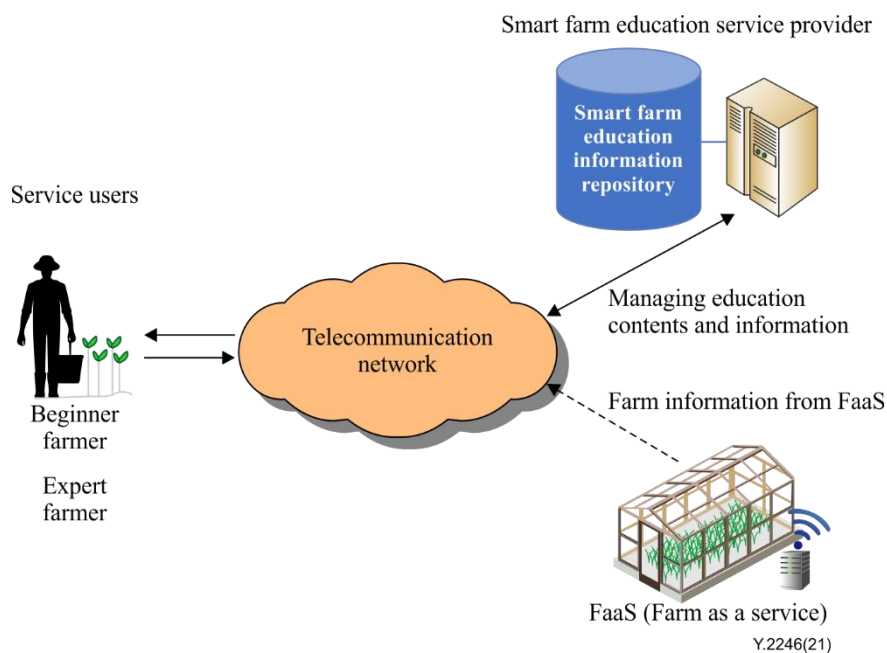 Smart farm education service provider
Smart farm
education
information
repository
Service users
Managing education
contents and information
Telecommunication
network
Farm information from FaaS
Beginner
farmer
Expert
farmer
FaaS (Farm as a service)
Y.2246(21)